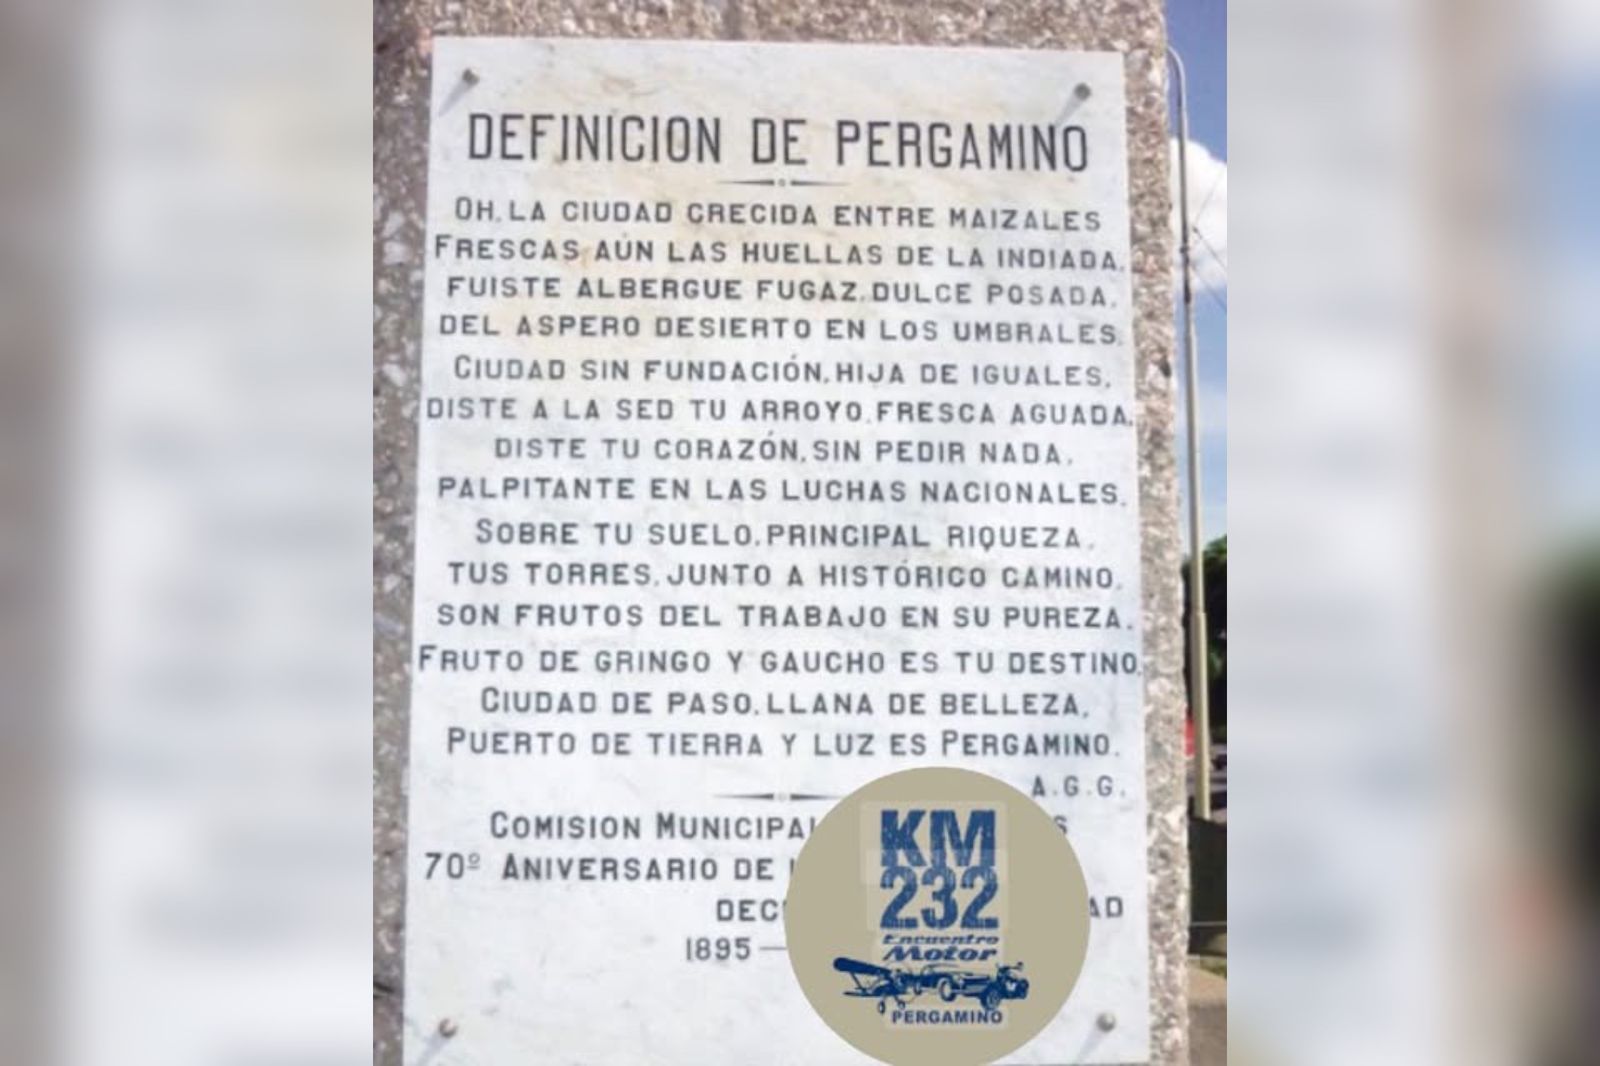 DEFINICION DE PERGAMINO
OH, LA CIUDAD CRECIDA ENTRE MAIZALES
FRESCAS AÚN LAS HUELLAS DE LA INDIADA,
FUISTE ALBERGUE FUGAZ, DULCE POSADA,
DEL ASPERO DESIERTO EN LOS UMBRALES.
CIUDAD SIN FUNDACIÓN, HIJA DE IGUALES,
DISTE A LA SED TU ARROYO, FRESCA AGUADA,
DISTE TU CORAZÓN, SIN PEDIR NADA,
PALPITANTE EN LAS LUCHAS NACIONALES.
SOBRE TU SUELO, PRINCIPAL RIQUEZA,
TUS TORRES, JUNTO A HISTÓRICO CAMINO,
SON FRUTOS DEL TRABAJO EN SU PUREZA.
FRUTO DE GRINGO Y GAUCHO ES TU DESTINO,
CIUDAD DE PASO, LLANA DE BELLEZA,
PUERTO DE TIERRA Y LUZ ES PERGAMINO.
A.G.G.
COMISION MUNICIPAL
70º ANIVERSARIO DE
1895 —
KM
232
Encuentro
Motor
PERGAMINO